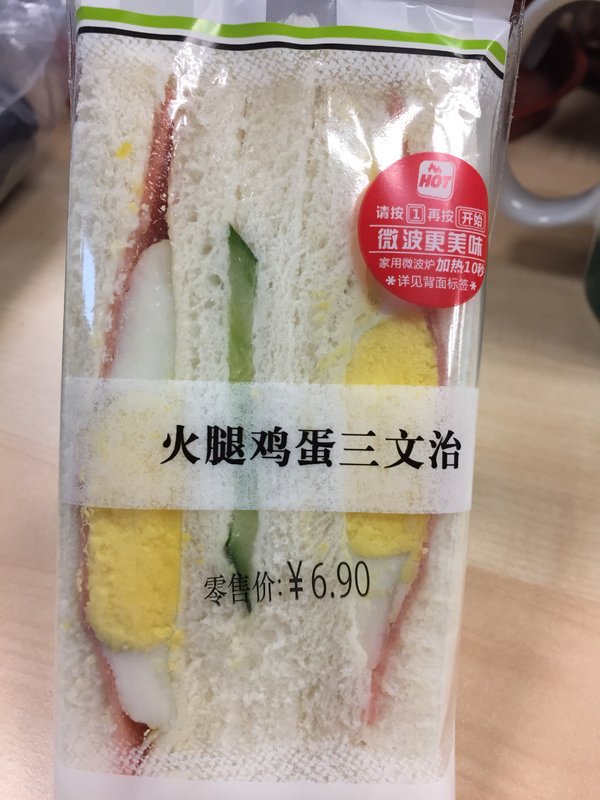 HOT
请按1再按开始
微波更美味
家用微波炉加热10秒
*详见背面标签*
火腿鸡蛋三文治
零售价:¥6.90